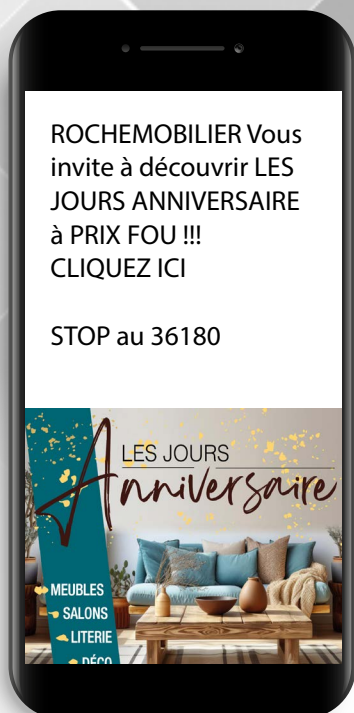 ROCHEMOBILIER Vous
invite à découvrir LES
JOURS ANNIVERSAIRE
à PRIX FOU !!!
CLIQUEZ ICI
STOP au 36180
LES JOURS
Anniversaire
MEUBLES
SALONS
LITERIE
DÉCO